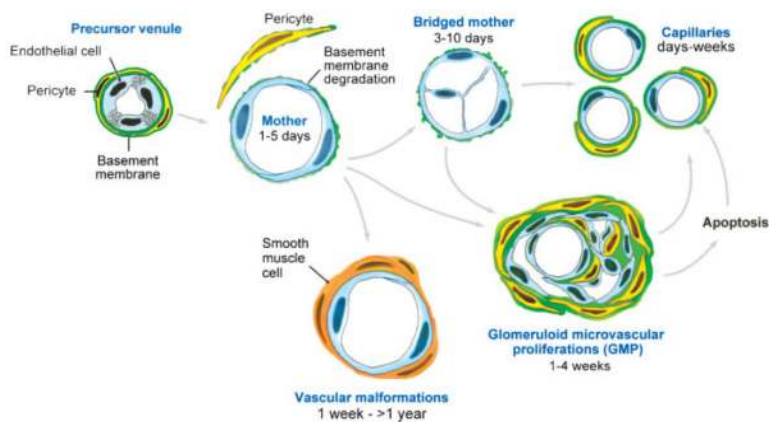 Precursor venule
Endothelial cell
Pericyte
Basement
membrane
Pericyte
Basement
membrane
degradation
Mother
1-5 days
Bridged mother
3-10 days
Capillaries
days-weeks
Apoptosis
Smooth
muscle
cell
Glomeruloid microvascular
proliferations (GMP)
1-4 weeks
Vascular malformations
1 week - >1 year